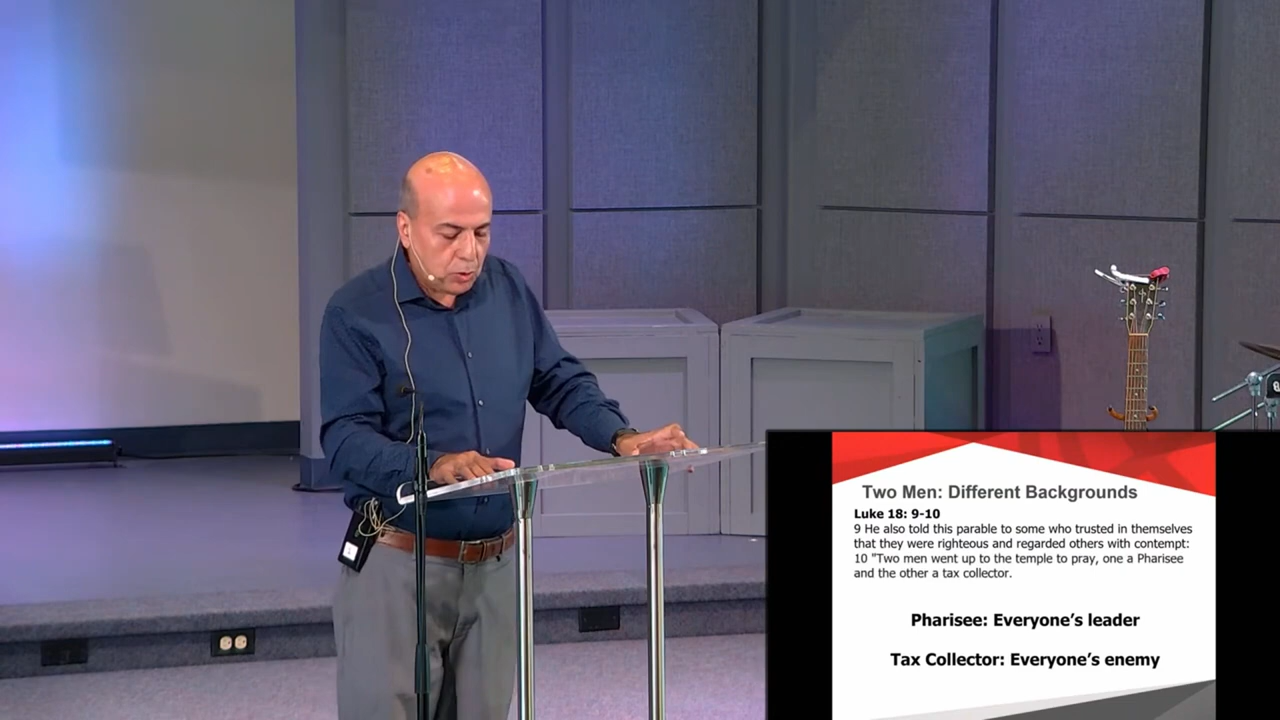 Two Men: Different Backgrounds
Luke 18: 9-10
9 He also told this parable to some who trusted in themselves
that they were righteous and regarded others with contempt:
10 "Two men went up to the temple to pray, one a Pharisee
and the other a tax collector.
Pharisee: Everyone’s leader
Tax Collector: Everyone’s enemy